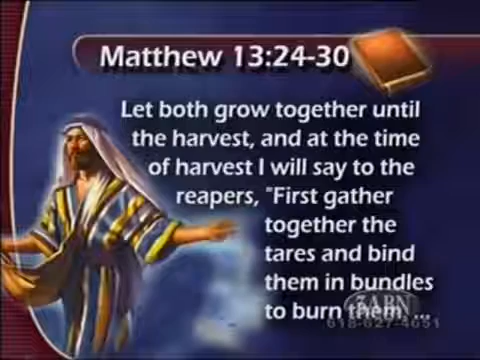 Matthew 13:24-30
Let both grow together until
the harvest, and at the time
of harvest I will say to the
reapers, "First gather
together the
tares and bind
them in bundles
to burn them, ...
3ABN
618-627-4651